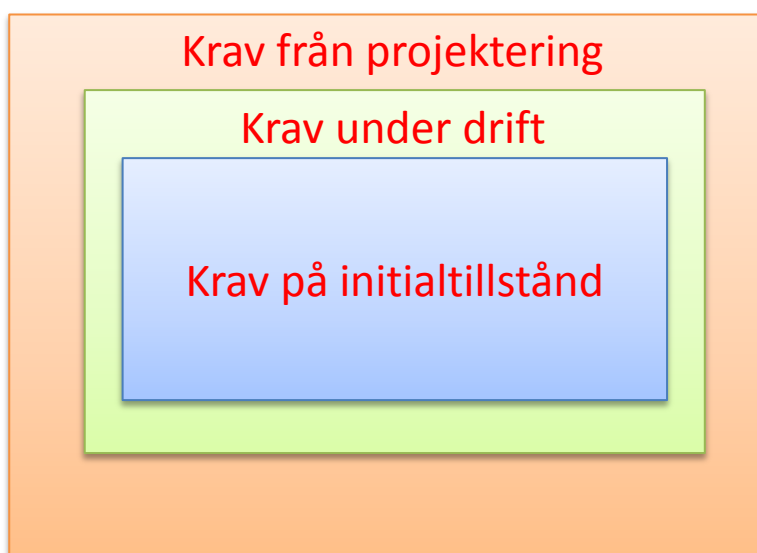 Krav från projektering
Krav under drift
Krav på initialtillstånd